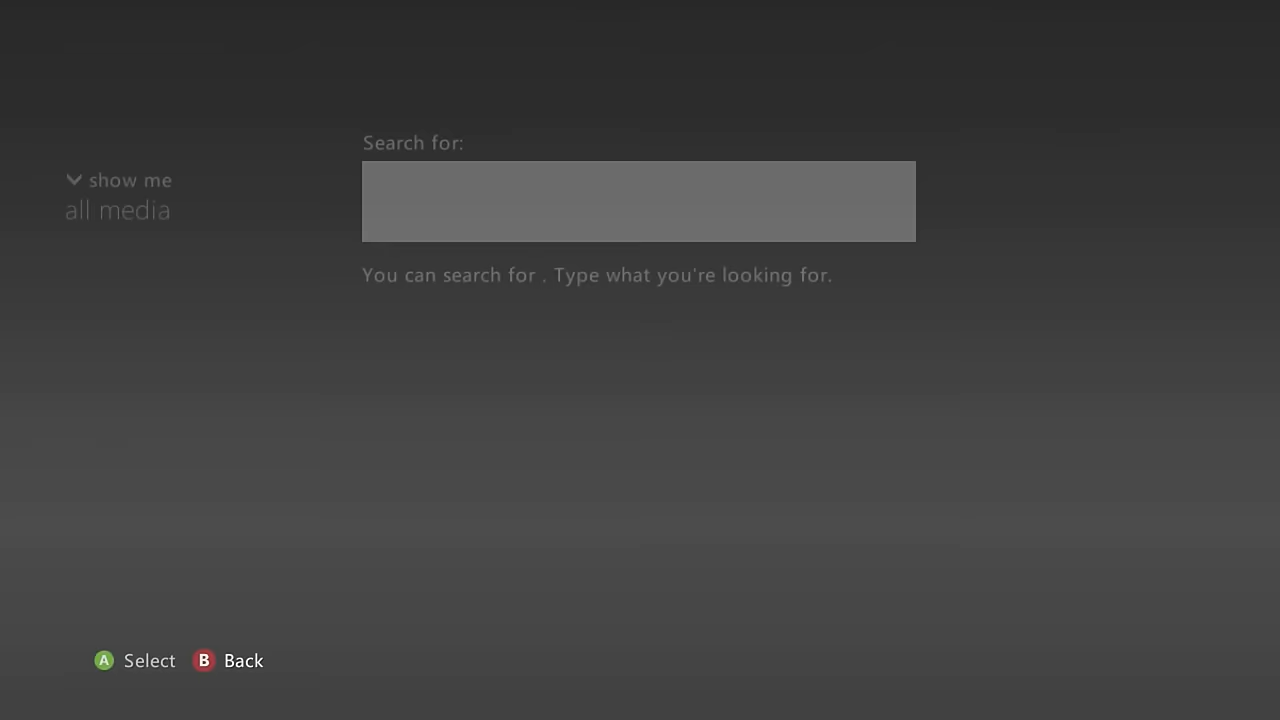 Search for:
show me
all media
You can search for . Type what you're looking for.
A Select B Back